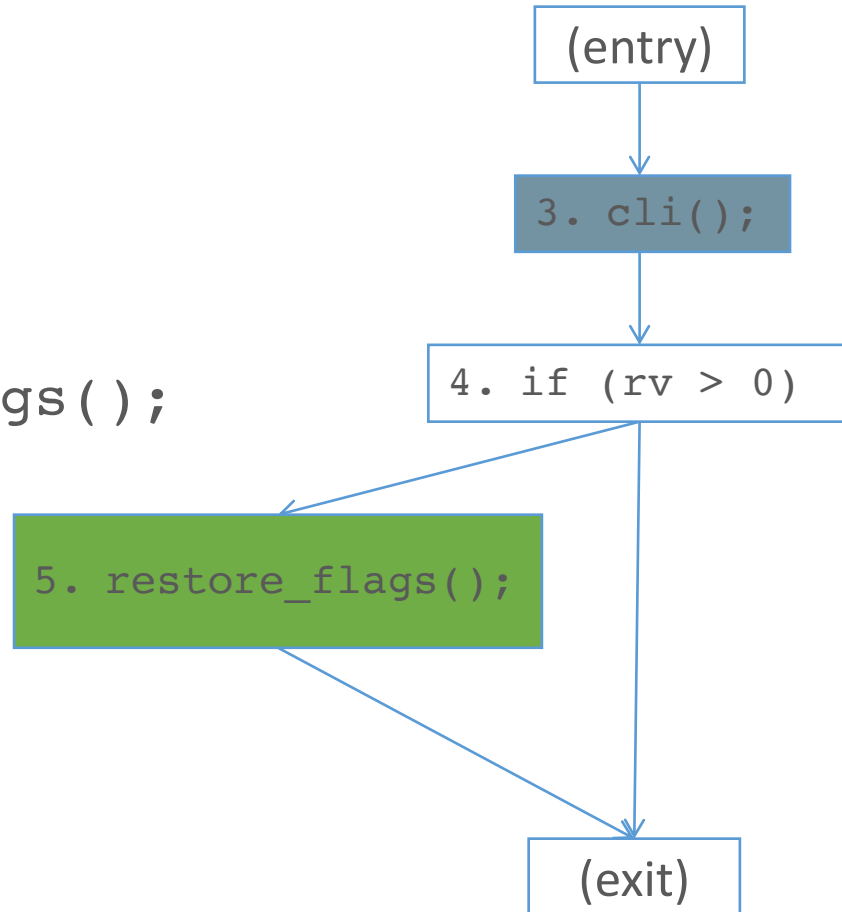 (entry)
3. cli();
gs();
4. if (rv > 0)
5. restore_flags();
(exit)